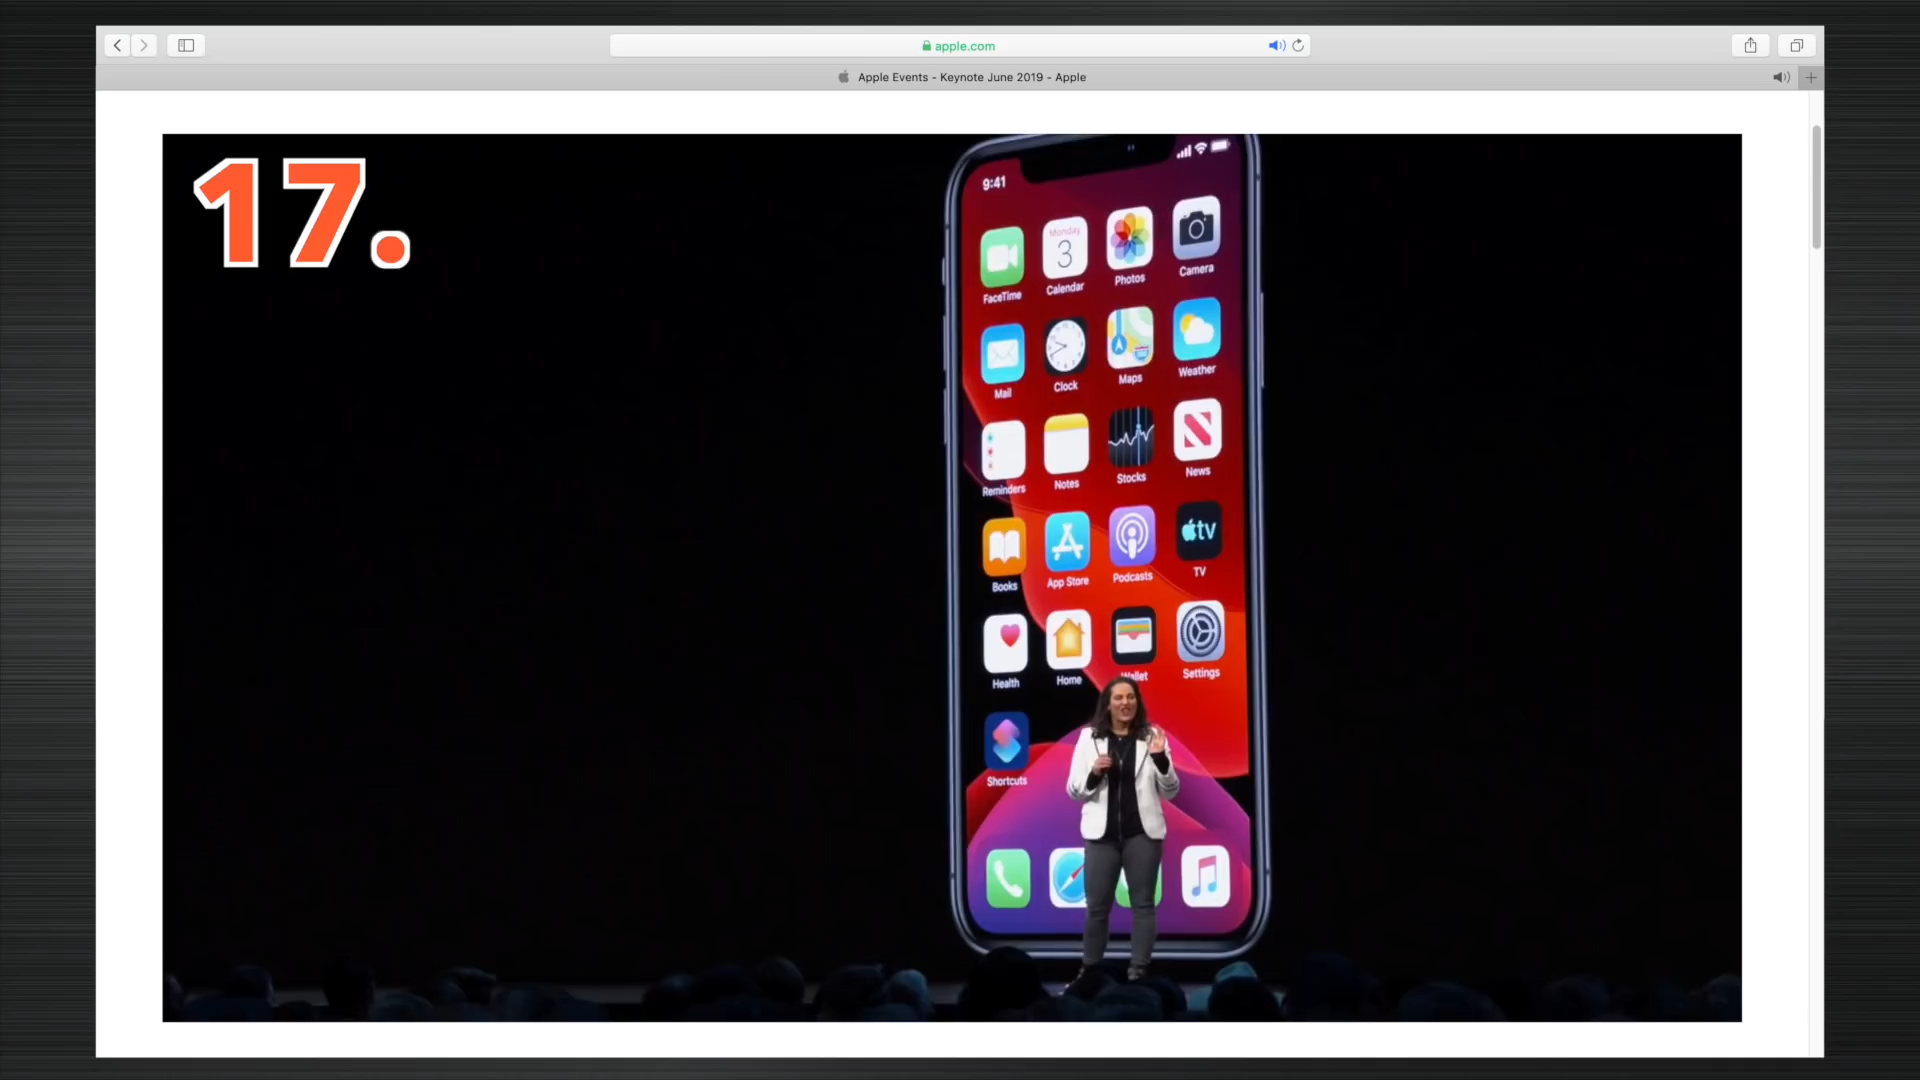 apple.com
Apple Events - Keynote June 2019 - Apple
17.
9:41
FaceTime
Monday
3
Calendar
Photos
Camera
Mail
Clock
Maps
Weather
Reminders
Notes
Stocks
News
Books
App Store
Podcasts
tv
TV
Health
Home
Wallet
Settings
Shortcuts